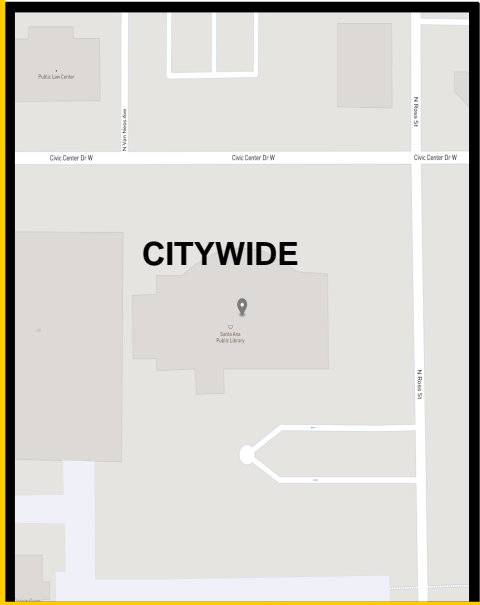 Public Law Center
N Van Ness Ave
N Ross St
Civic Center Dr W
Civic Center Dr W
Civic Center Dr W
CITYWIDE
Santa Ana
Public Library
N Ross St